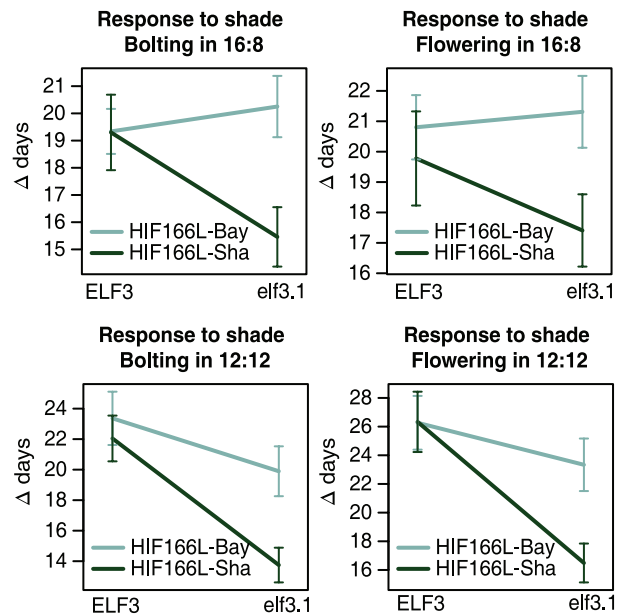 Response to shade
Bolting in 16:8
Δ days
21
20
19
18
17
16
15
HIF166L-Bay
HIF166L-Sha
ELF3
elf3.1
Response to shade
Flowering in 16:8
Δ days
22
21
20
19
18
17
16
HIF166L-Bay
HIF166L-Sha
ELF3
elf3.1
Response to shade
Bolting in 12:12
Δ days
24
22
20
18
16
14
HIF166L-Bay
HIF166L-Sha
ELF3
elf3.1
Response to shade
Flowering in 12:12
Δ days
28
26
24
22
20
18
16
HIF166L-Bay
HIF166L-Sha
ELF3
elf3.1